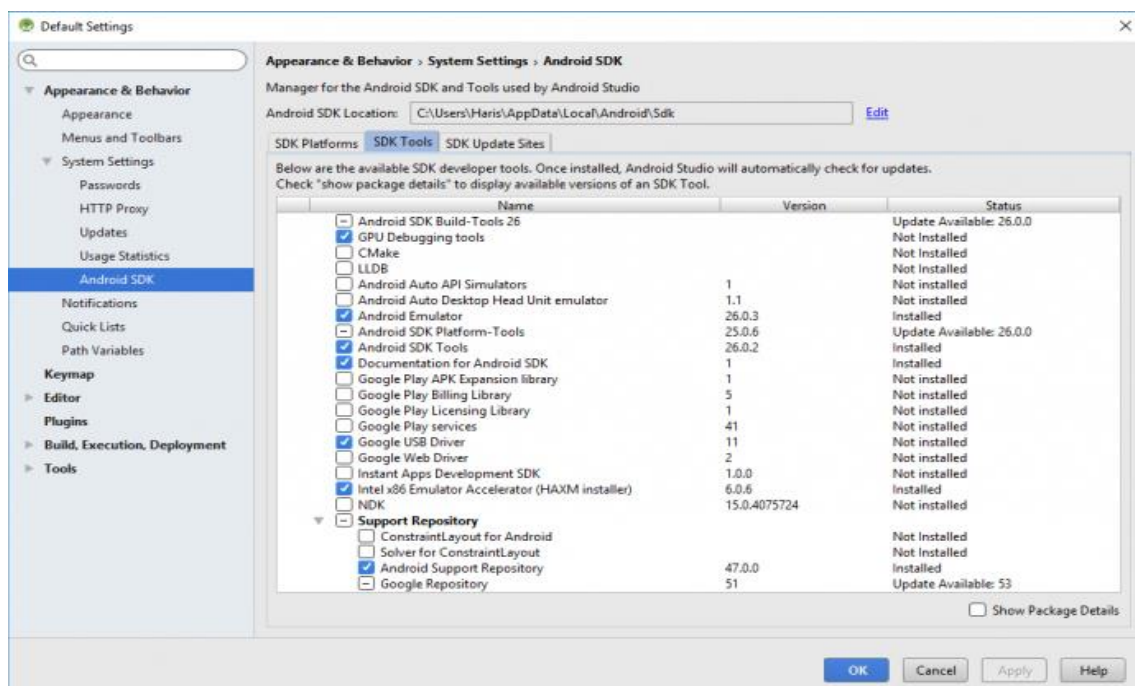 Default Settings
Appearance & Behavior
Appearance
Menus and Toolbars
System Settings
Passwords
HTTP Proxy
Updates
Usage Statistics
Android SDK
Notifications
Quick Lists
Path Variables
Keymap
Editor
Plugins
Build, Execution, Deployment
Tools
Appearance & Behavior › System Settings › Android SDK
Manager for the Android SDK and Tools used by Android Studio
Android SDK Location: C:\Users\Haris\AppData\Local\Android\Sdk Edit
SDK Platforms SDK Tools SDK Update Sites
Below are the available SDK developer tools. Once installed, Android Studio will automatically check for updates.
Check "show package details" to display available versions of an SDK Tool.
Name Version Status
Android SDK Build-Tools 26 Update Available: 26.0.0
GPU Debugging tools Not Installed
CMake Not Installed
LLDB Not Installed
Android Auto API Simulators 1 Not installed
Android Auto Desktop Head Unit emulator 1.1 Not installed
Android Emulator 26.0.3 Installed
Android SDK Platform-Tools 25.0.6 Update Available: 26.0.0
Android SDK Tools 26.0.2 Installed
Documentation for Android SDK 1 Installed
Google Play APK Expansion library 1 Not installed
Google Play Billing Library 5 Not installed
Google Play Licensing Library 1 Not installed
Google Play services 41 Not installed
Google USB Driver 11 Not installed
Google Web Driver 2 Not installed
Instant Apps Development SDK 1.0.0 Not installed
Intel x86 Emulator Accelerator (HAXM installer) 6.0.6 Installed
NDK 15.0.4075724 Not installed
Support Repository
ConstraintLayout for Android Not Installed
Solver for ConstraintLayout Not Installed
Android Support Repository 47.0.0 Installed
Google Repository 51 Update Available: 53
Show Package Details
OK Cancel Apply Help